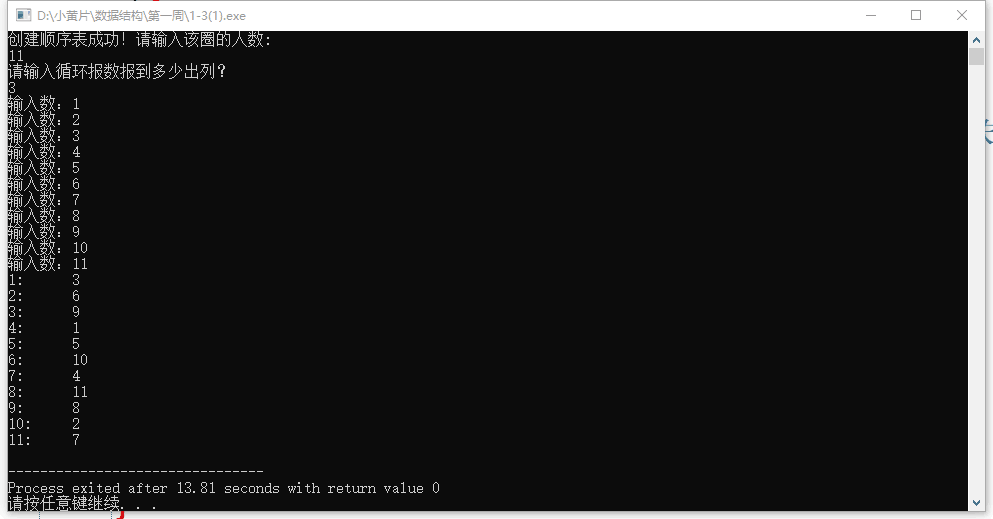 D:\小黄片\数据结构\第一周\1-3(1).exe
创建顺序表成功！请输入该圈的人数:
11
请输入循环报数报到多少出列？
3
输入数：1
输入数：2
输入数：3
输入数：4
输入数：5
输入数：6
输入数：7
输入数：8
输入数：9
输入数：10
输入数：11
1: 3
2: 6
3: 9
4: 1
5: 5
6: 10
7: 4
8: 11
9: 8
10: 2
11: 7
--------------------------------
Process exited after 13.81 seconds with return value 0
请按任意键继续. . .